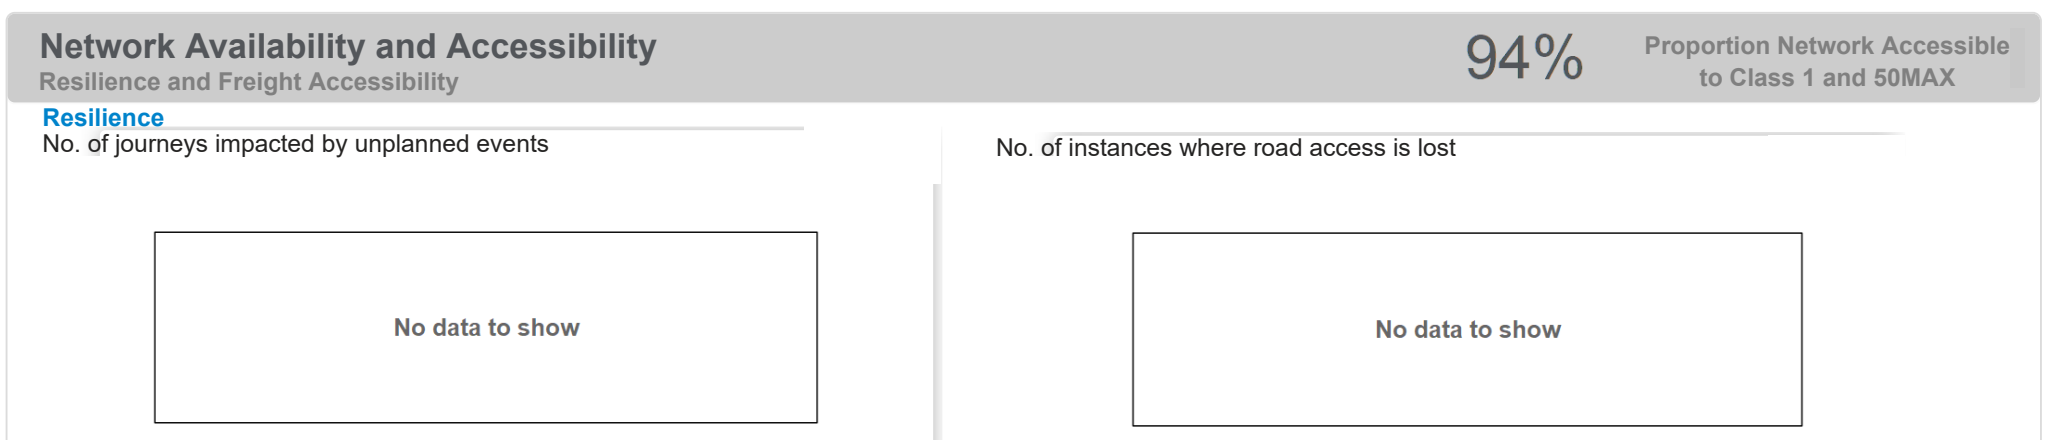 Network Availability and Accessibility
Resilience and Freight Accessibility
94%
Proportion Network Accessible
to Class 1 and 50MAX
Resilience
No. of journeys impacted by unplanned events
No data to show
No. of instances where road access is lost
No data to show